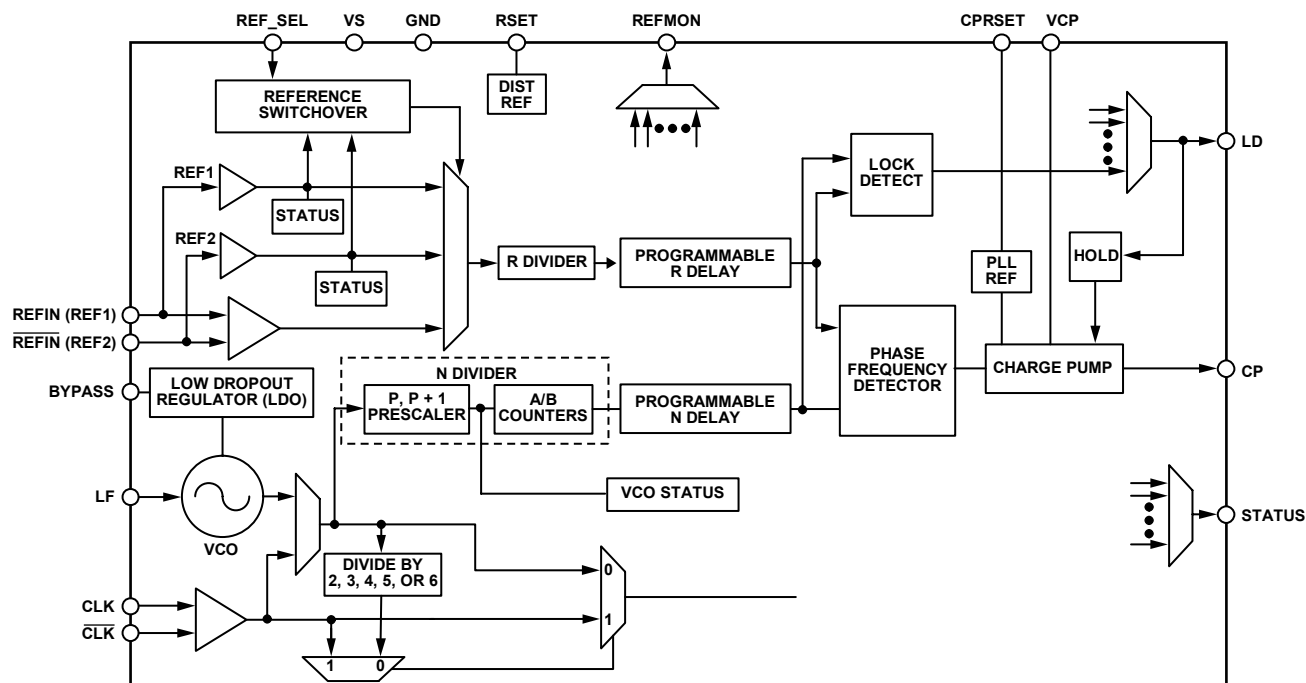 REF_SEL
VS
GND
RSET
REFMON
CPRSET
VCP
REFERENCE
SWITCHOVER
DIST
REF
LD
LOCK
DETECT
REF1
STATUS
REF2
STATUS
R DIVIDER
PROGRAMMABLE
R DELAY
PLL
REF
HOLD
REFIN (REF1)
REFIN (REF2)
PHASE
FREQUENCY
DETECTOR
CHARGE PUMP
CP
BYPASS
LOW DROPOUT
REGULATOR (LDO)
N DIVIDER
P, P + 1
PRESCALER
A/B
COUNTERS
PROGRAMMABLE
N DELAY
LF
VCO
VCO STATUS
STATUS
DIVIDE BY
2, 3, 4, 5, OR 6
0
1
CLK
CLK
1 0